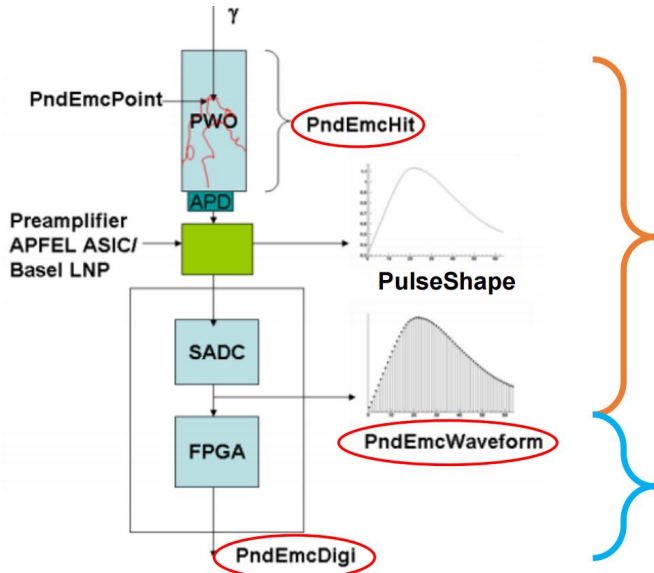 γ
PndEmcPoint
PWO
PndEmcHit
APD
Preamplifier
APFEL ASIC/
Basel LNP
PulseShape
SADC
PndEmcWaveform
FPGA
PndEmcDigi